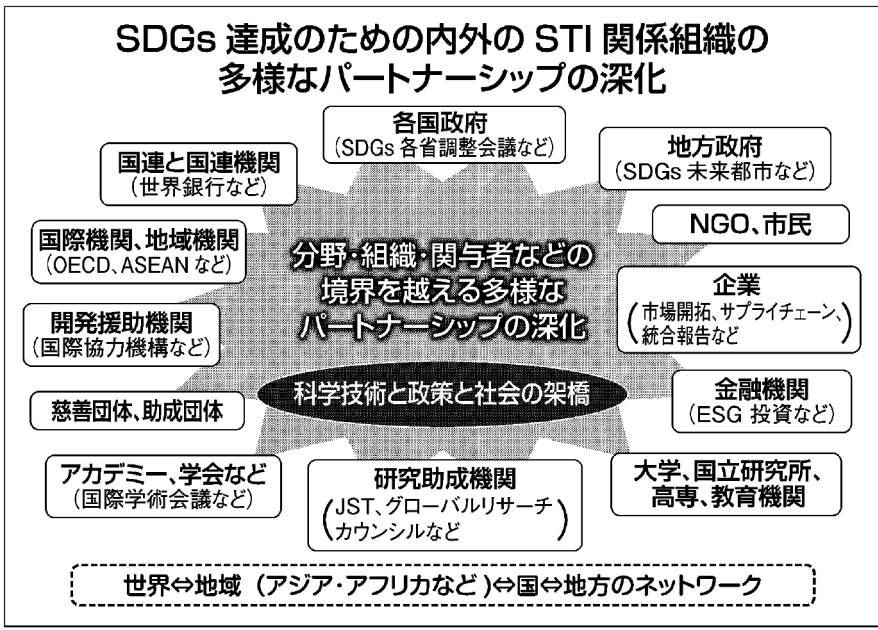 SDGs 達成のための内外の STI 関係組織の
多様なパートナーシップの深化
各国政府
(SDGs 各省調整会議など)
国連と国連機関
(世界銀行など)
地方政府
(SDGs 未来都市など)
国際機関、地域機関
(OECD、ASEAN など)
NGO、市民
分野・組織・関与者などの
境界を越える多様な
パートナーシップの深化
企業
(市場開拓、サプライチェーン、
統合報告など)
開発援助機関
(国際協力機構など)
科学技術と政策と社会の架橋
慈善団体、助成団体
金融機関
(ESG 投資など)
アカデミー、学会など
(国際学術会議など)
研究助成機関
(JST、グローバルリサーチ
カウンシルなど)
大学、国立研究所、
高専、教育機関
世界⇔地域 (アジア・アフリカなど)⇔国⇔地方のネットワーク